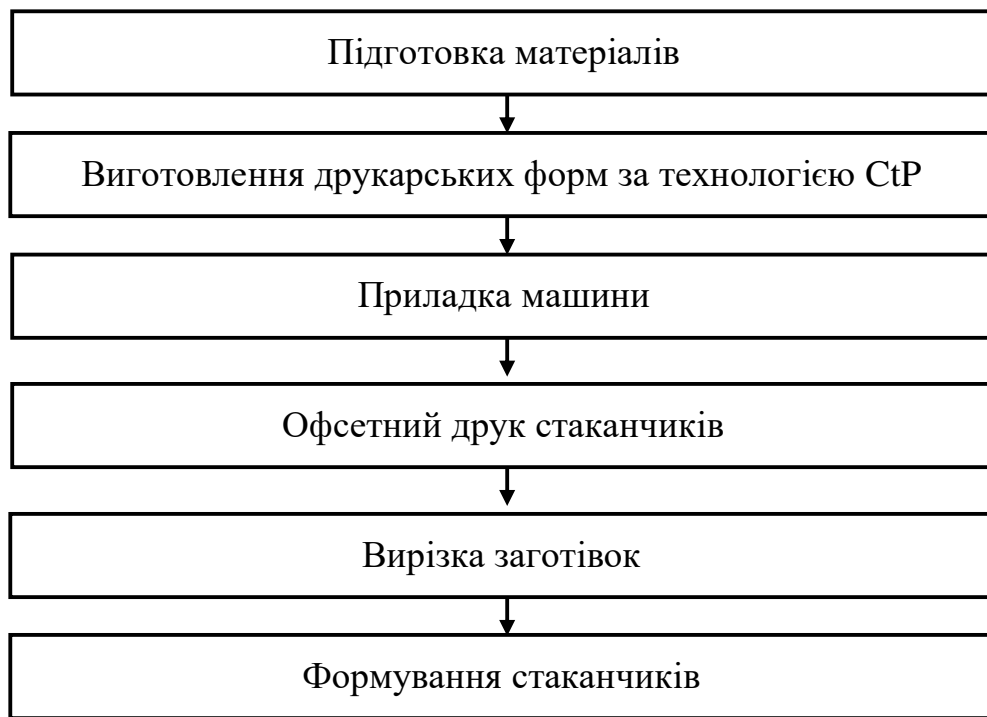 Підготовка матеріалів
Виготовлення друкарських форм за технологією CtP
Приладка машини
Офсетний друк стаканчиків
Вирізка заготівок
Формування стаканчиків